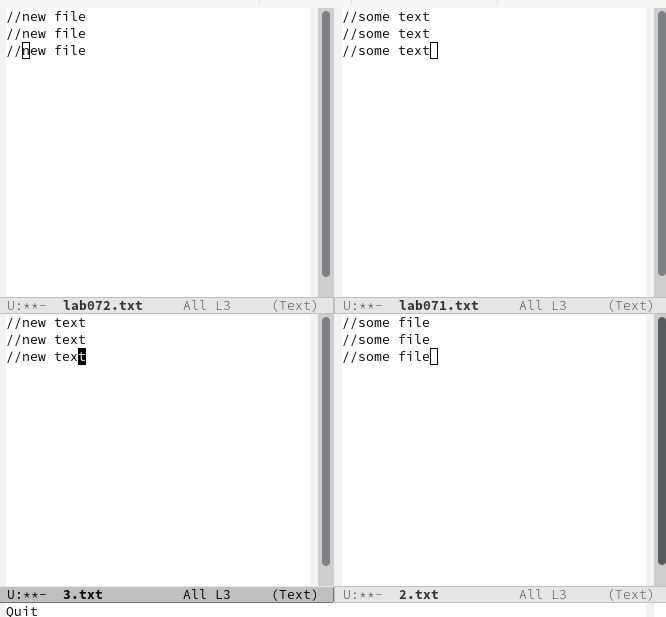 //new file
//new file
//new file
U:**-  lab072.txt     All L3     (Text)
//some text
//some text
//some text
U:**-  lab071.txt     All L3     (Text)
//new text
//new text
//new text
U:**-  3.txt          All L3     (Text)
//some file
//some file
//some file
U:**-  2.txt          All L3     (Text)
Quit